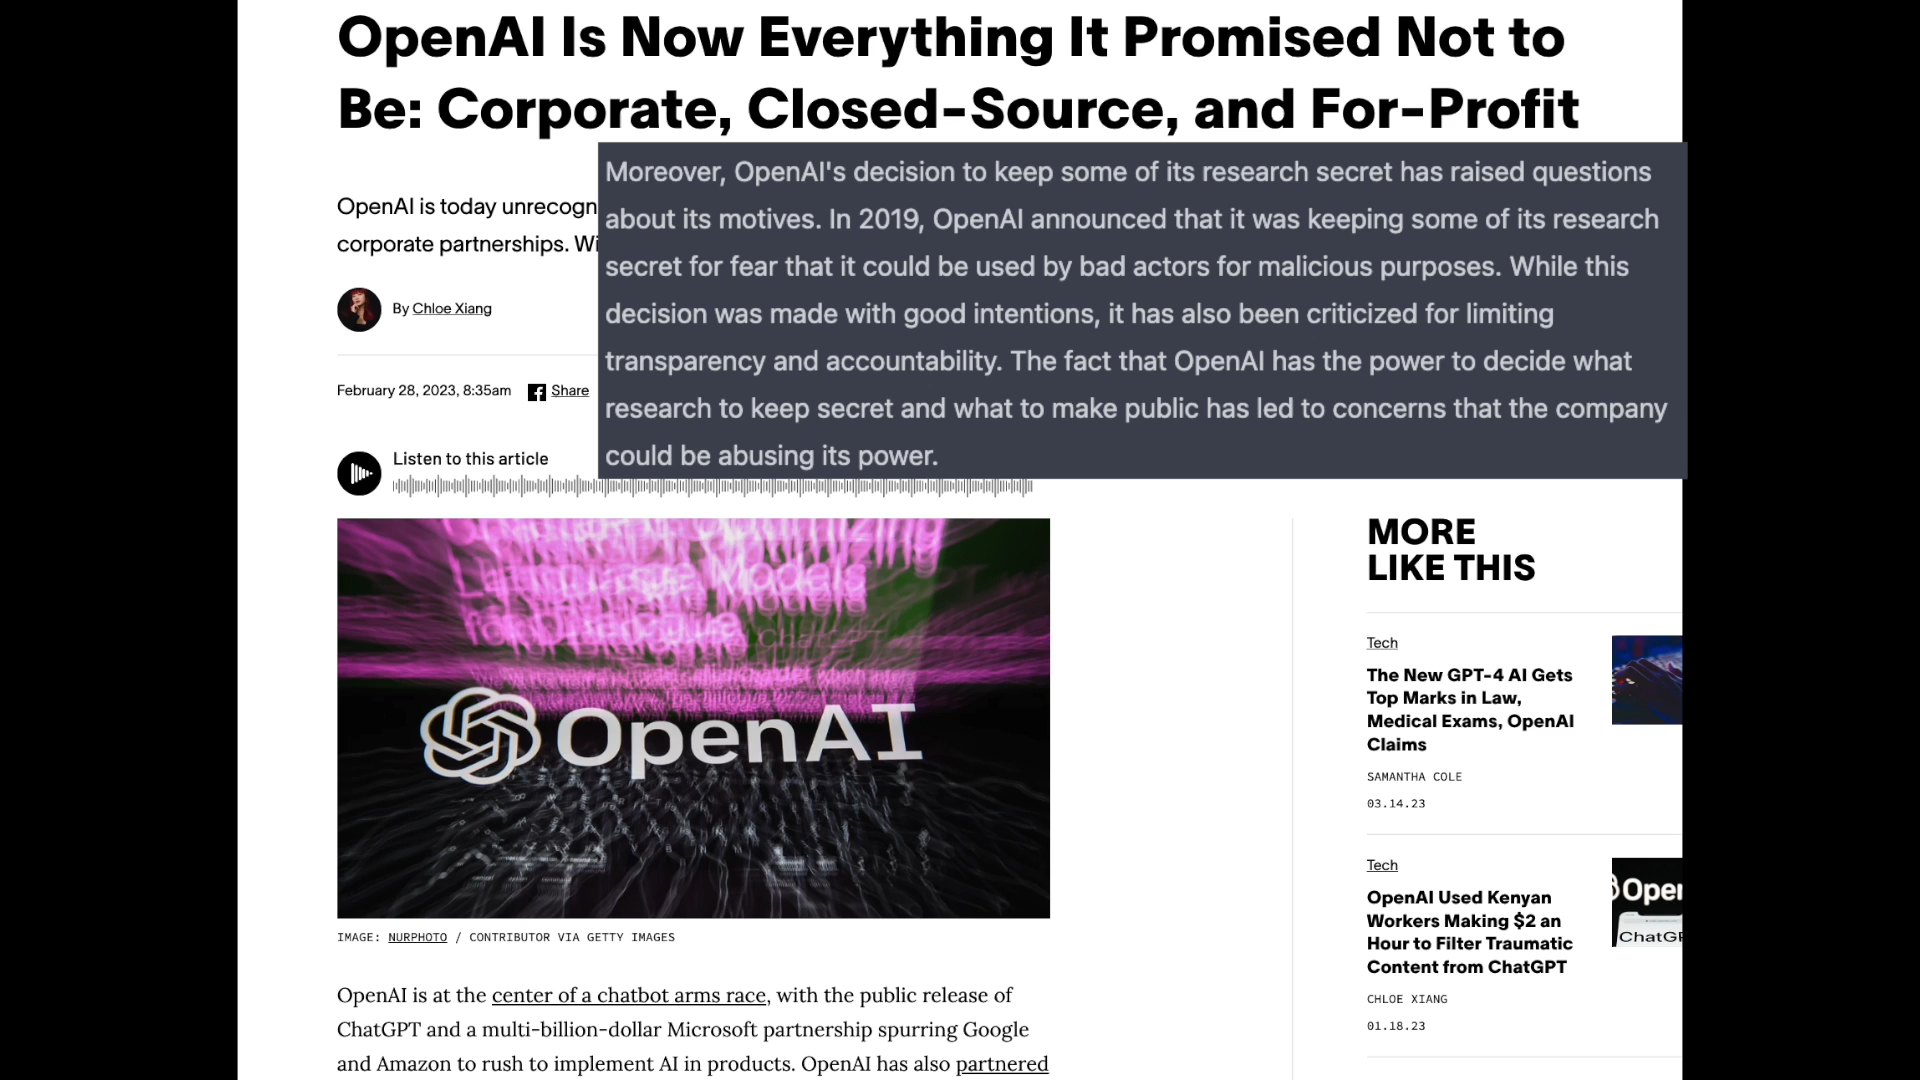 OpenAI Is Now Everything It Promised Not to
Be: Corporate, Closed-Source, and For-Profit
OpenAI is today unrecogn
corporate partnerships. Wi
Moreover, OpenAI's decision to keep some of its research secret has raised questions
about its motives. In 2019, OpenAI announced that it was keeping some of its research
secret for fear that it could be used by bad actors for malicious purposes. While this
decision was made with good intentions, it has also been criticized for limiting
transparency and accountability. The fact that OpenAI has the power to decide what
research to keep secret and what to make public has led to concerns that the company
could be abusing its power.
By Chloe Xiang
February 28, 2023, 8:35am
Share
Listen to this article
Language Models
for Dialogue
OpenAI
IMAGE: NURPHOTO / CONTRIBUTOR VIA GETTY IMAGES
OpenAI is at the center of a chatbot arms race, with the public release of
ChatGPT and a multi-billion-dollar Microsoft partnership spurring Google
and Amazon to rush to implement AI in products. OpenAI has also partnered
MORE
LIKE THIS
Tech
The New GPT-4 AI Gets
Top Marks in Law,
Medical Exams, OpenAI
Claims
SAMANTHA COLE
03.14.23
Tech
OpenAI Used Kenyan
Workers Making $2 an
Hour to Filter Traumatic
Content from ChatGPT
CHLOE XIANG
01.18.23
Open
ChatGP